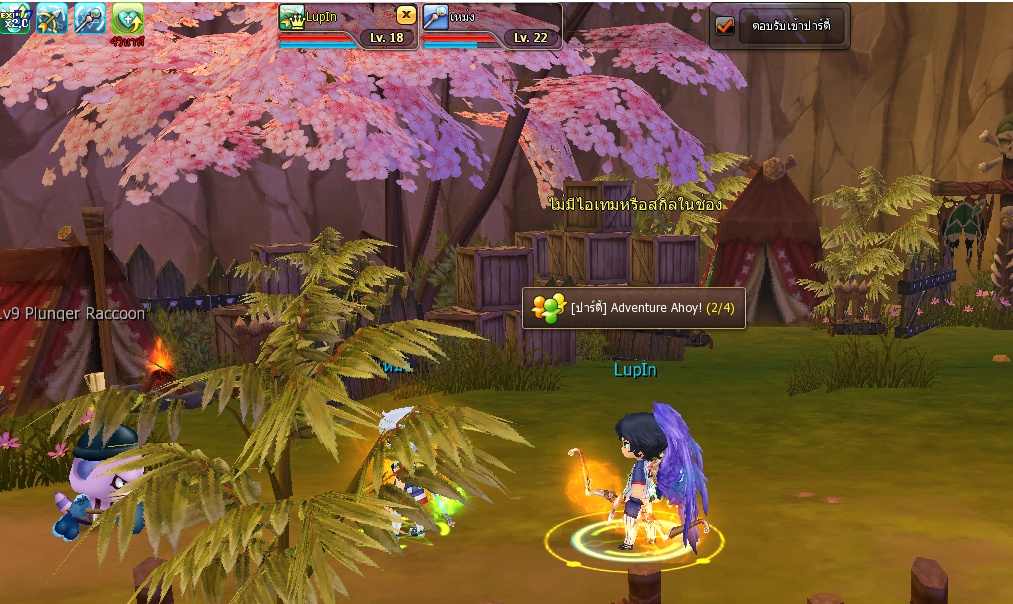 EXP
x2.0
4วินาที
LupIn
Lv. 18
เหมง
Lv. 22
ตอบรับเข้าปาร์ตี้
ไม่มีไอเทมหรือสกิลในช่อง
Lv9 Plunger Raccoon
[ปาร์ตี้] Adventure Ahoy! (2/4)
LupIn